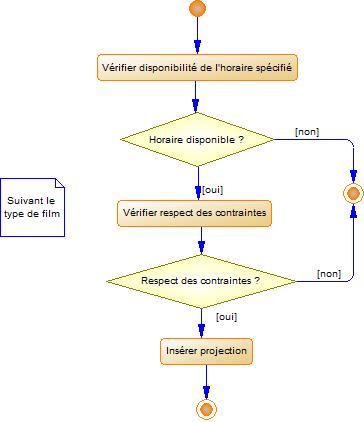 Vérifier disponibilité de l'horaire spécifié
Horaire disponible ?
[non]
[oui]
Suivant le
type de film
Vérifier respect des contraintes
Respect des contraintes ?
[non]
[oui]
Insérer projection